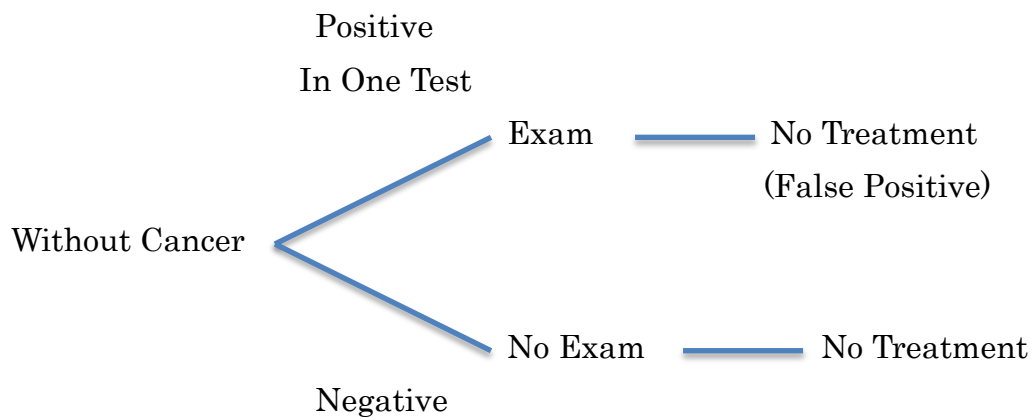 Positive
In One Test
Exam
No Treatment
(False Positive)
Without Cancer
No Exam
No Treatment
Negative